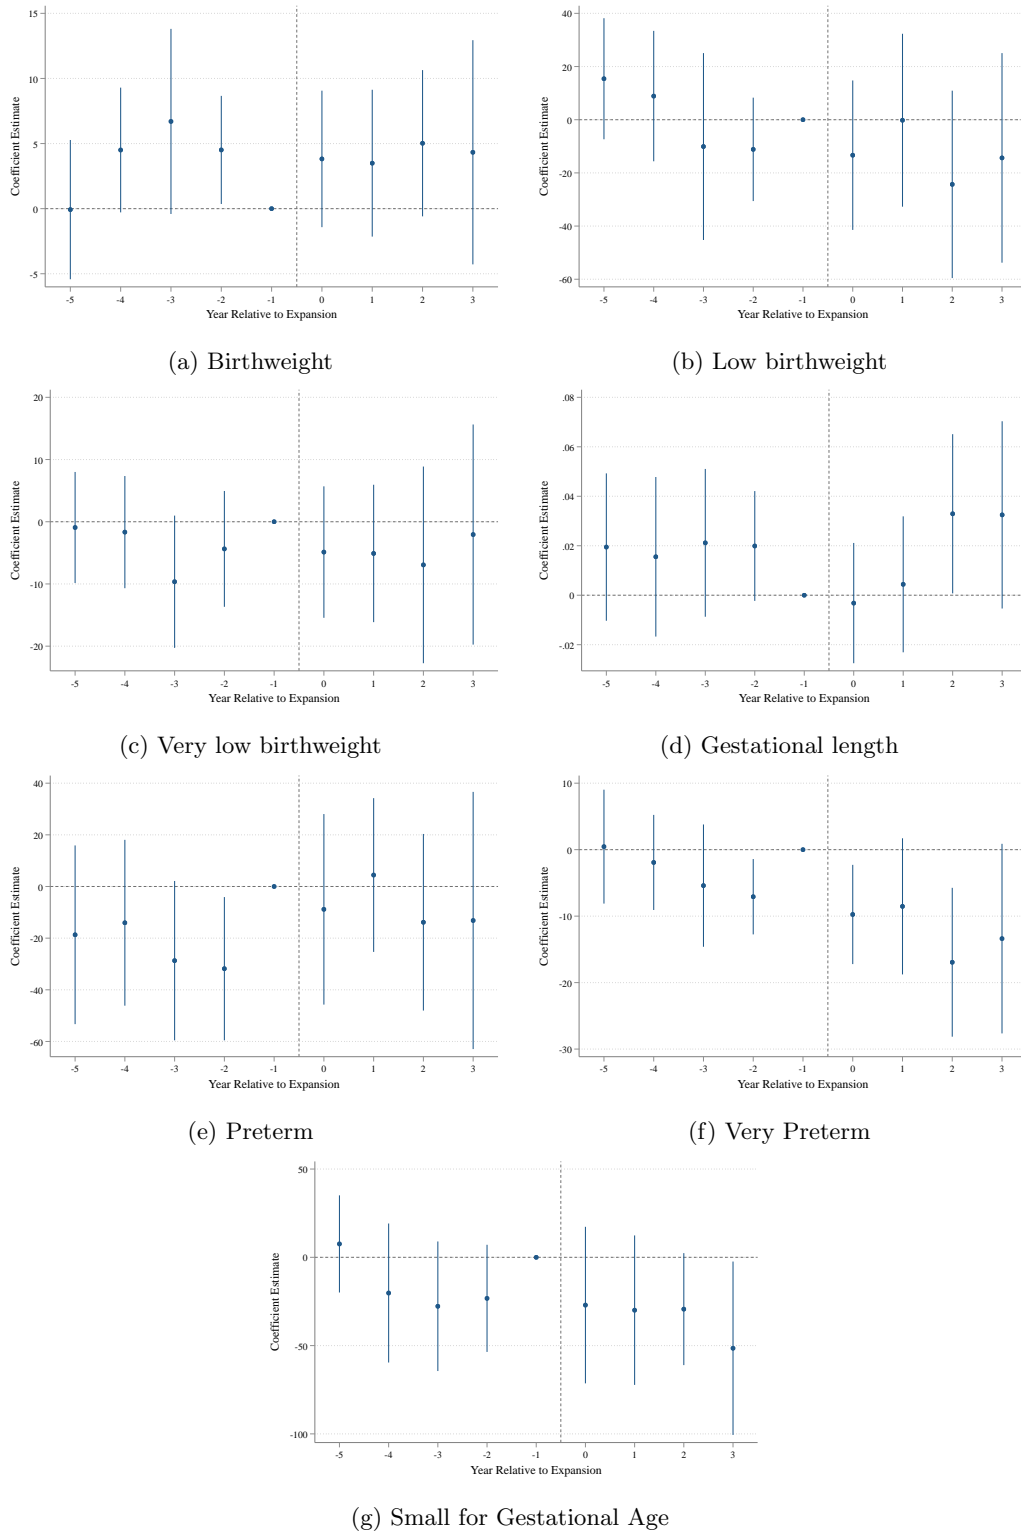 15
10
5
0
-5
Coefficient Estimate
-5 -4 -3 -2 -1 0 1 2 3
Year Relative to Expansion
(a) Birthweight
40
20
0
-20
-40
-60
Coefficient Estimate
-5 -4 -3 -2 -1 0 1 2 3
Year Relative to Expansion
(b) Low birthweight
20
10
0
-10
-20
Coefficient Estimate
-5 -4 -3 -2 -1 0 1 2 3
Year Relative to Expansion
(c) Very low birthweight
.08
.06
.04
.02
0
-.02
Coefficient Estimate
-5 -4 -3 -2 -1 0 1 2 3
Year Relative to Expansion
(d) Gestational length
40
20
0
-20
-40
-60
Coefficient Estimate
-5 -4 -3 -2 -1 0 1 2 3
Year Relative to Expansion
(e) Preterm
10
0
-10
-20
-30
Coefficient Estimate
-5 -4 -3 -2 -1 0 1 2 3
Year Relative to Expansion
(f) Very Preterm
50
0
-50
-100
Coefficient Estimate
-5 -4 -3 -2 -1 0 1 2 3
Year Relative to Expansion
(g) Small for Gestational Age